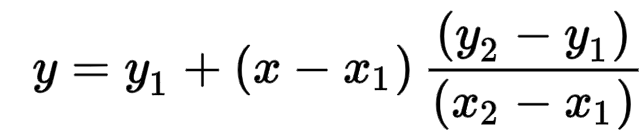 y = y₁ + (x − x₁) (y₂ − y₁) / (x₂ − x₁)